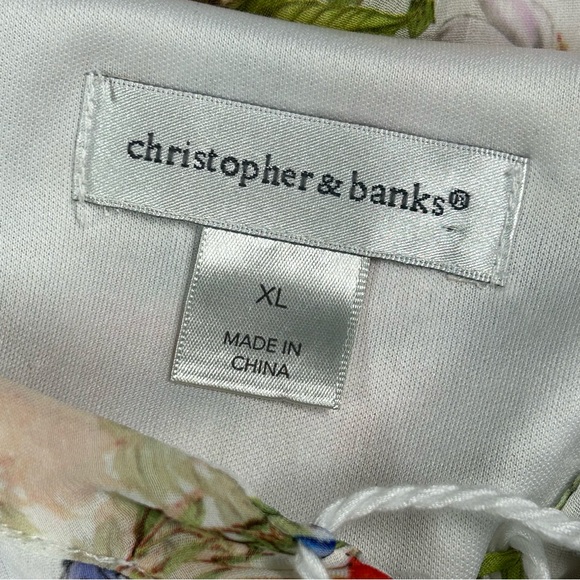 christopher & banks®
XL
MADE IN
CHINA